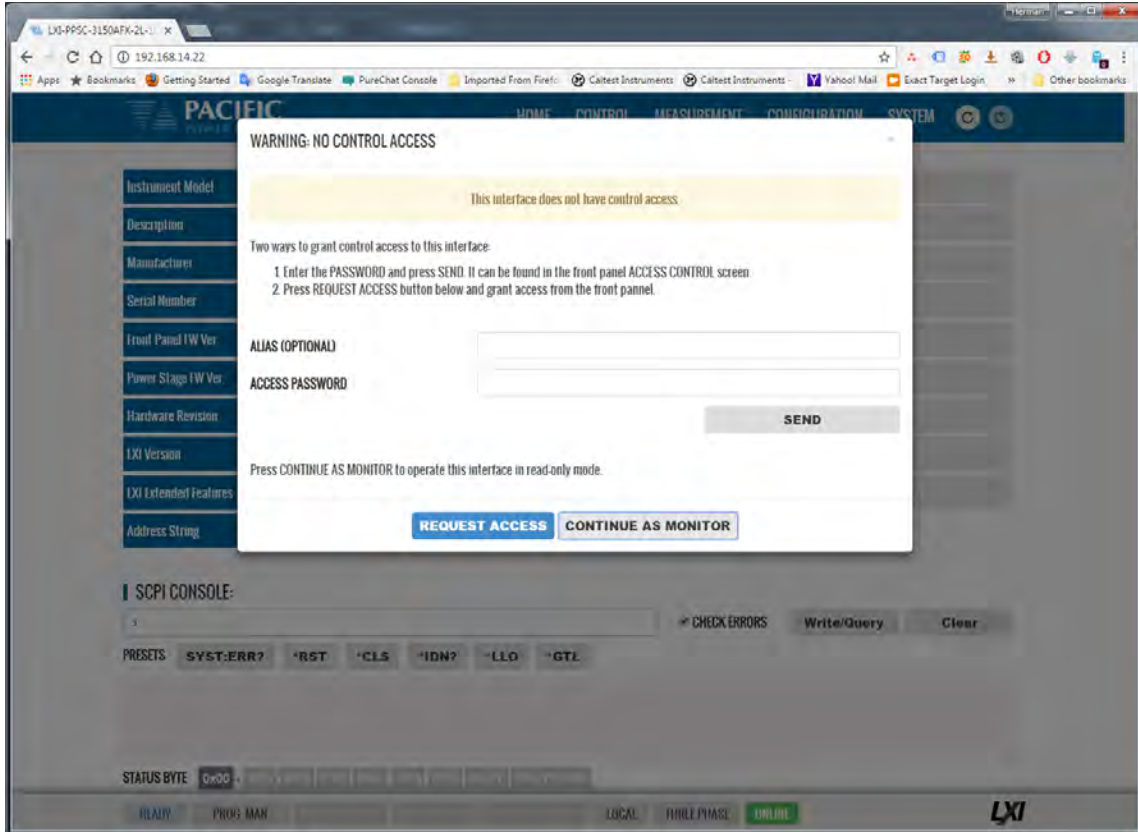 Herman
LXI-PPSC-3150AFX-2L-1
192.168.14.22
Apps Bookmarks Getting Started Google Translate PureChat Console Imported From Firefo Caltest Instruments Caltest Instruments - Yahoo! Mail Exact Target Login » Other bookmarks
PACIFIC
HOME CONTROL MEASUREMENT CONFIGURATION SYSTEM
WARNING: NO CONTROL ACCESS
This interface does not have control access
Instrument Model
Description
Manufacturer
Serial Number
Front Panel FW Ver
Power Stage FW Ver
Hardware Revision
LXI Version
LXI Extended Features
Address String
Two ways to grant control access to this interface:
1. Enter the PASSWORD and press SEND. It can be found in the front panel ACCESS CONTROL screen
2. Press REQUEST ACCESS button below and grant access from the front pannel.
ALIAS (OPTIONAL)
ACCESS PASSWORD
SEND
Press CONTINUE AS MONITOR to operate this interface in read-only mode.
REQUEST ACCESS CONTINUE AS MONITOR
SCPI CONSOLE:
CHECK ERRORS Write/Query Clear
PRESETS SYST:ERR? *RST *CLS *IDN? *LLO *GTL
STATUS BYTE 0x00
READY PROG MAN LOCAL THREE PHASE ONLINE LXI